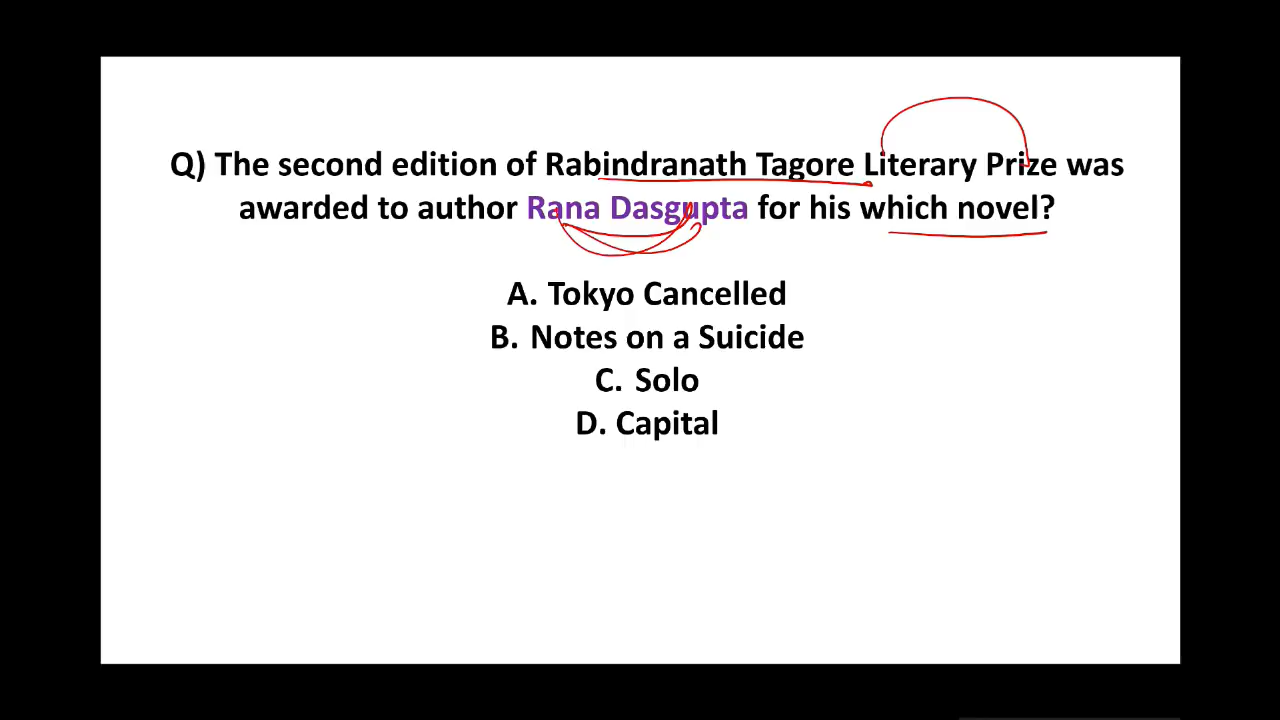 Q) The second edition of Rabindranath Tagore Literary Prize was
awarded to author Rana Dasgupta for his which novel?
A. Tokyo Cancelled
B. Notes on a Suicide
C. Solo
D. Capital